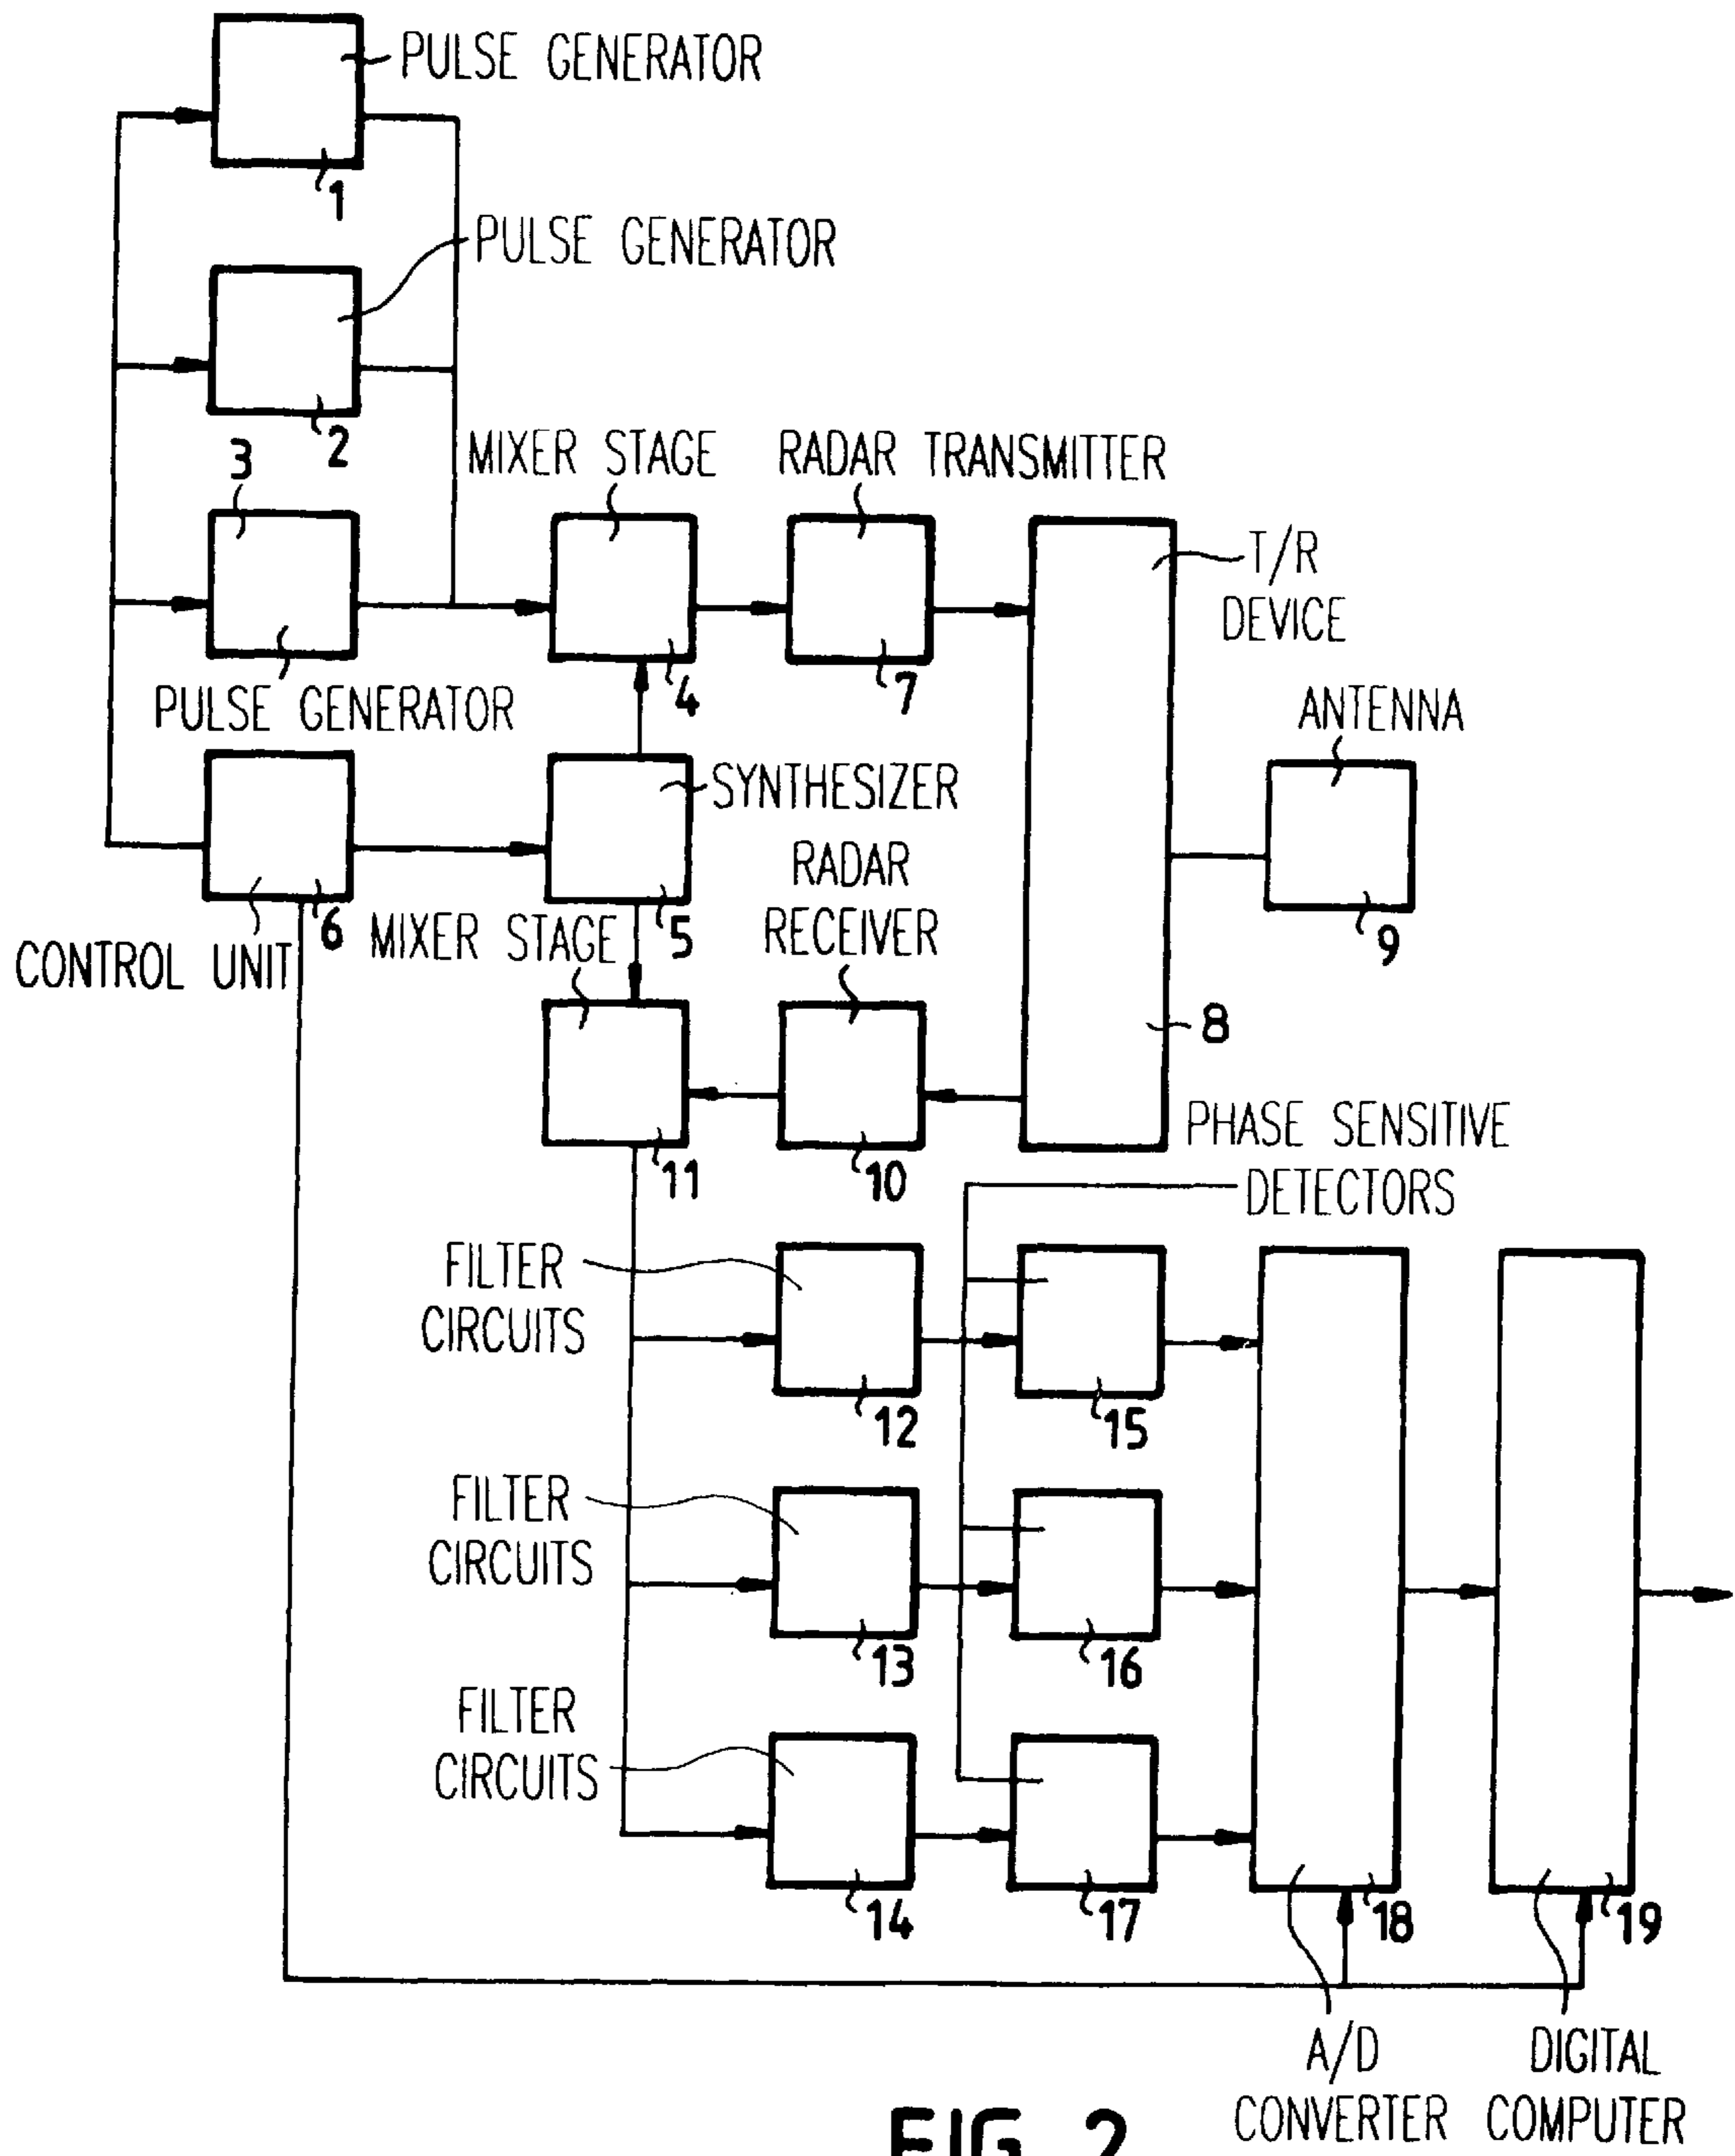 PULSE GENERATOR
1
PULSE GENERATOR
2
3
MIXER STAGE
RADAR TRANSMITTER
T/R
DEVICE
PULSE GENERATOR
4
7
ANTENNA
SYNTHESIZER
RADAR
RECEIVER
CONTROL UNIT
6
MIXER STAGE
5
9
8
11
10
PHASE SENSITIVE
DETECTORS
FILTER
CIRCUITS
12
15
FILTER
CIRCUITS
13
16
FILTER
CIRCUITS
14
17
18
19
A/D
CONVERTER
DIGITAL
COMPUTER
FIG. 2